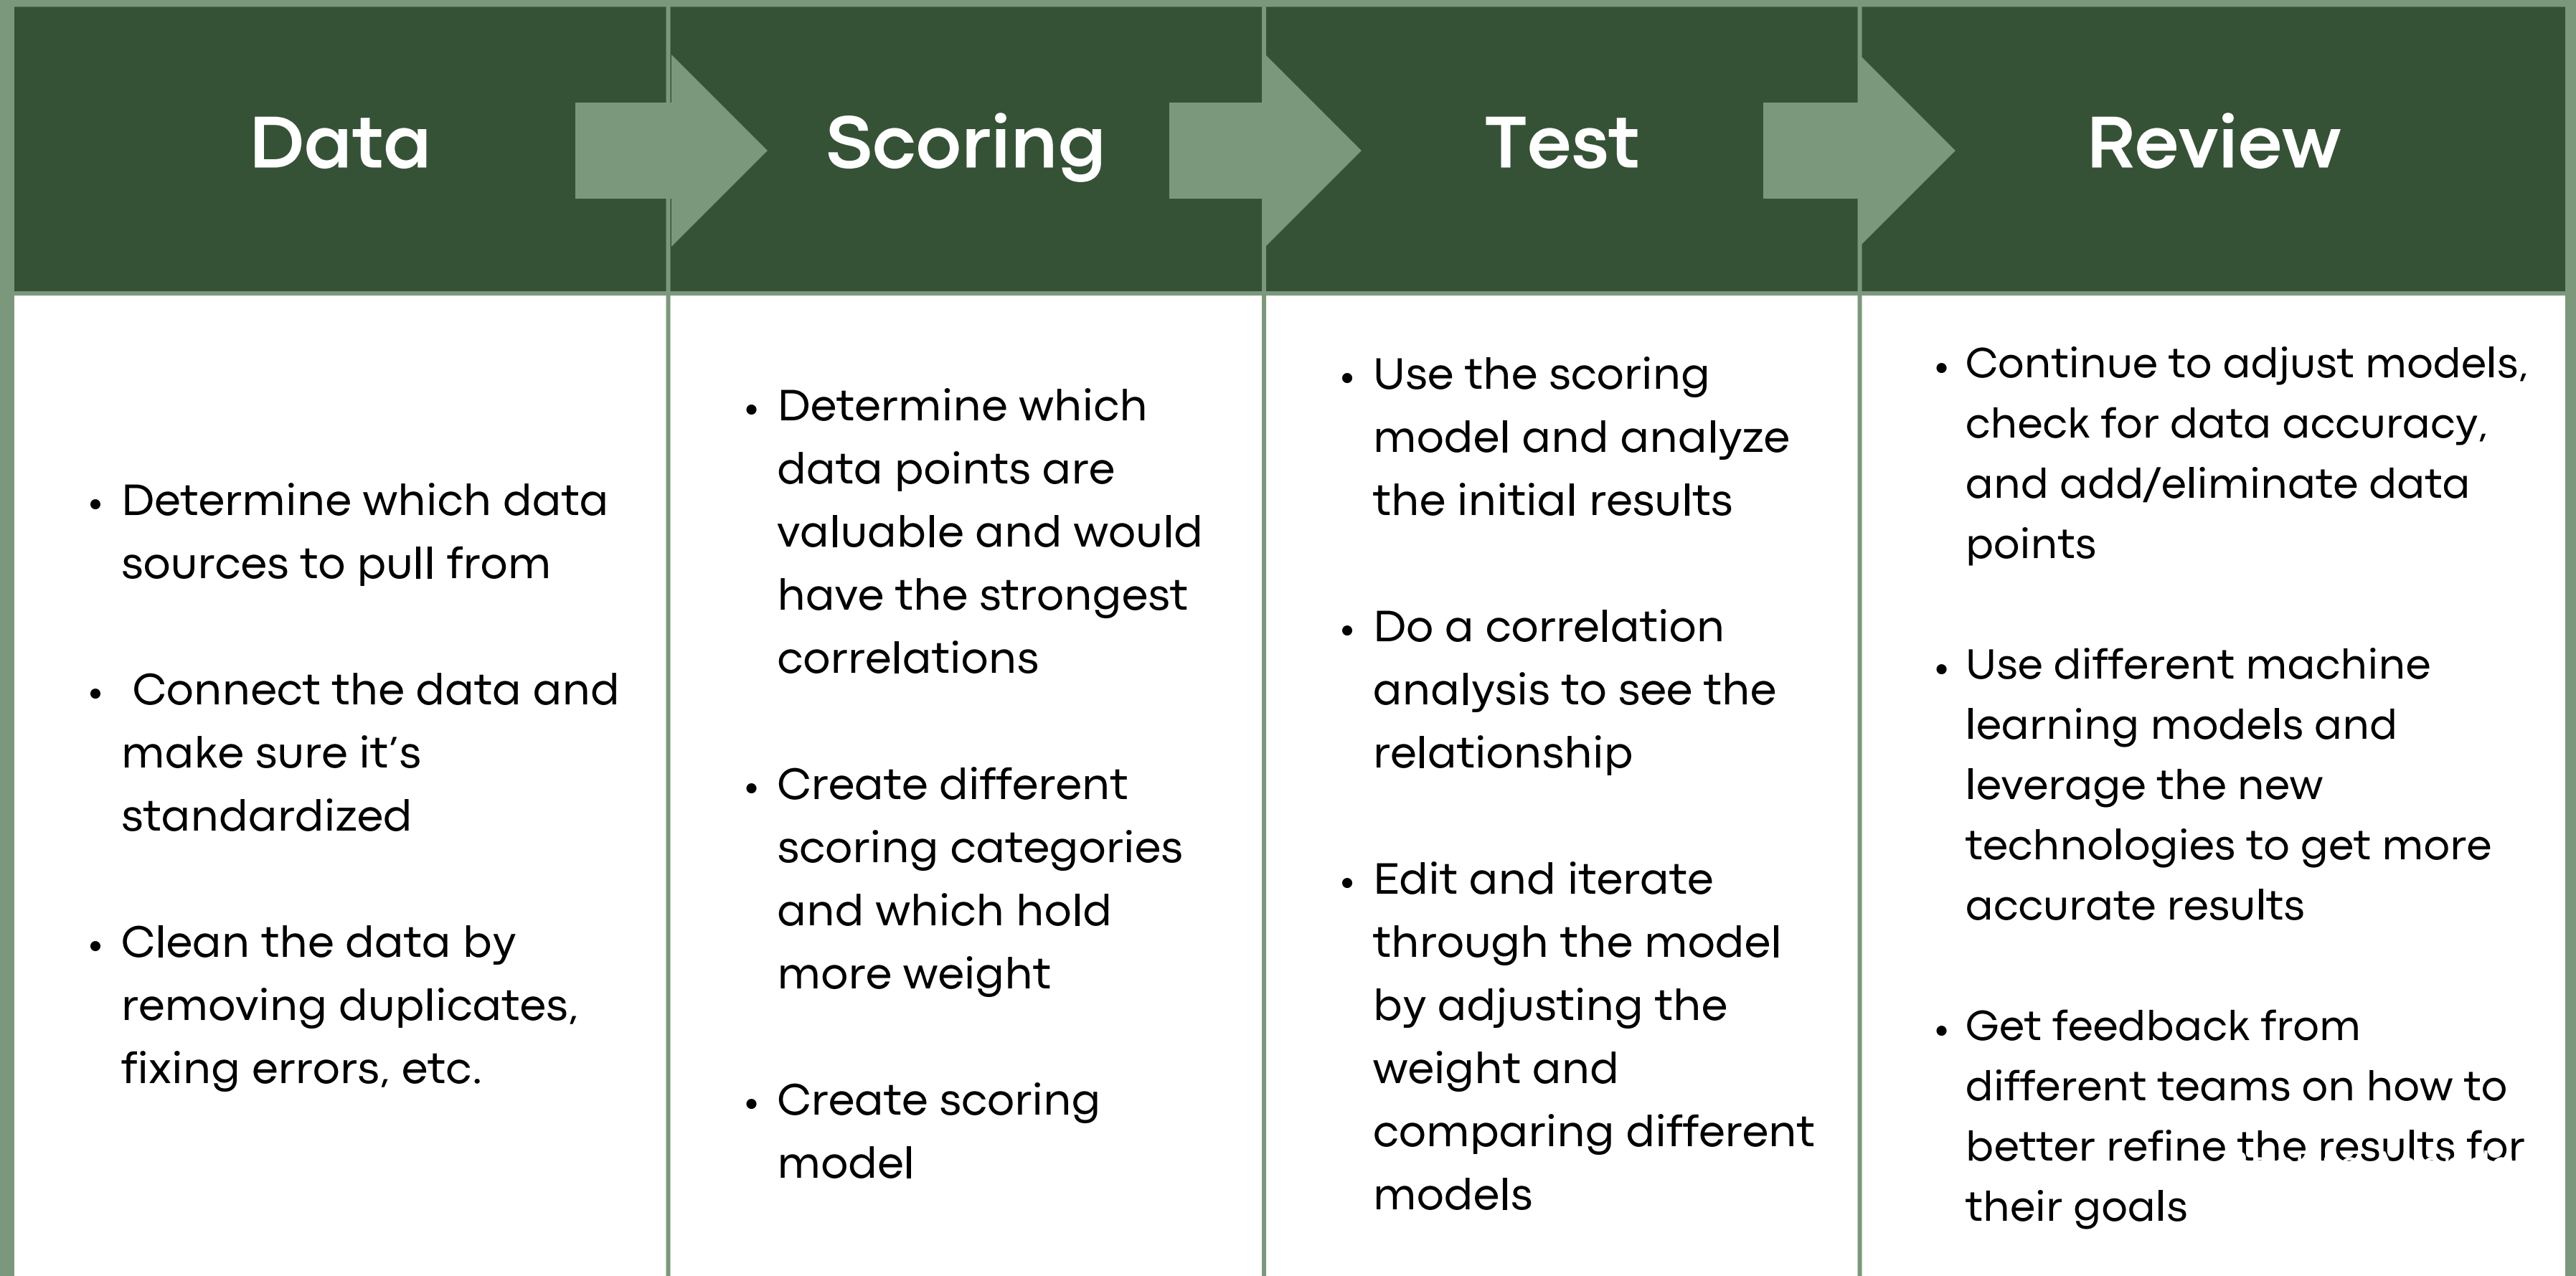 Data
Scoring
Test
Review
• Determine which data
sources to pull from
• Connect the data and
make sure it’s
standardized
• Clean the data by
removing duplicates,
fixing errors, etc.
• Determine which
data points are
valuable and would
have the strongest
correlations
• Create different
scoring categories
and which hold
more weight
• Create scoring
model
• Use the scoring
model and analyze
the initial results
• Do a correlation
analysis to see the
relationship
• Edit and iterate
through the model
by adjusting the
weight and
comparing different
models
• Continue to adjust models,
check for data accuracy,
and add/eliminate data
points
• Use different machine
learning models and
leverage the new
technologies to get more
accurate results
• Get feedback from
different teams on how to
better refine the results for
their goals